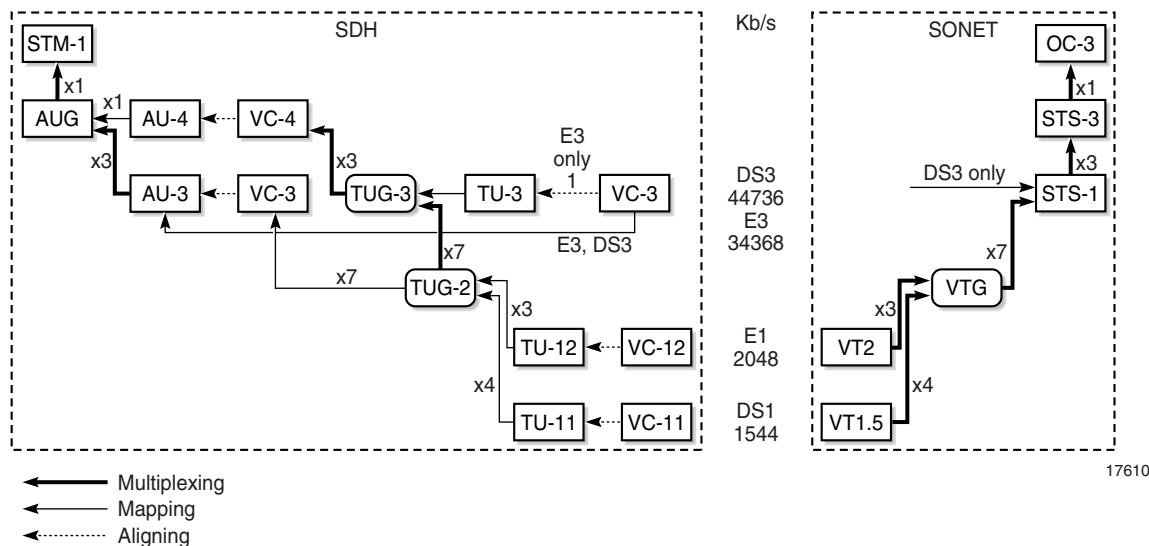 SDH
Kb/s
SONET
STM-1
OC-3
x1
x1
x1
AUG
AU-4
VC-4
STS-3
x3
x3
E3
only
1
x3
DS3 only
AU-3
VC-3
TUG-3
TU-3
VC-3
DS3
44736
E3
34368
STS-1
E3, DS3
x7
x7
x7
TUG-2
VTG
x3
x3
TU-12
VC-12
E1
2048
VT2
x4
x4
TU-11
VC-11
DS1
1544
VT1.5
17610
Multiplexing
Mapping
Aligning